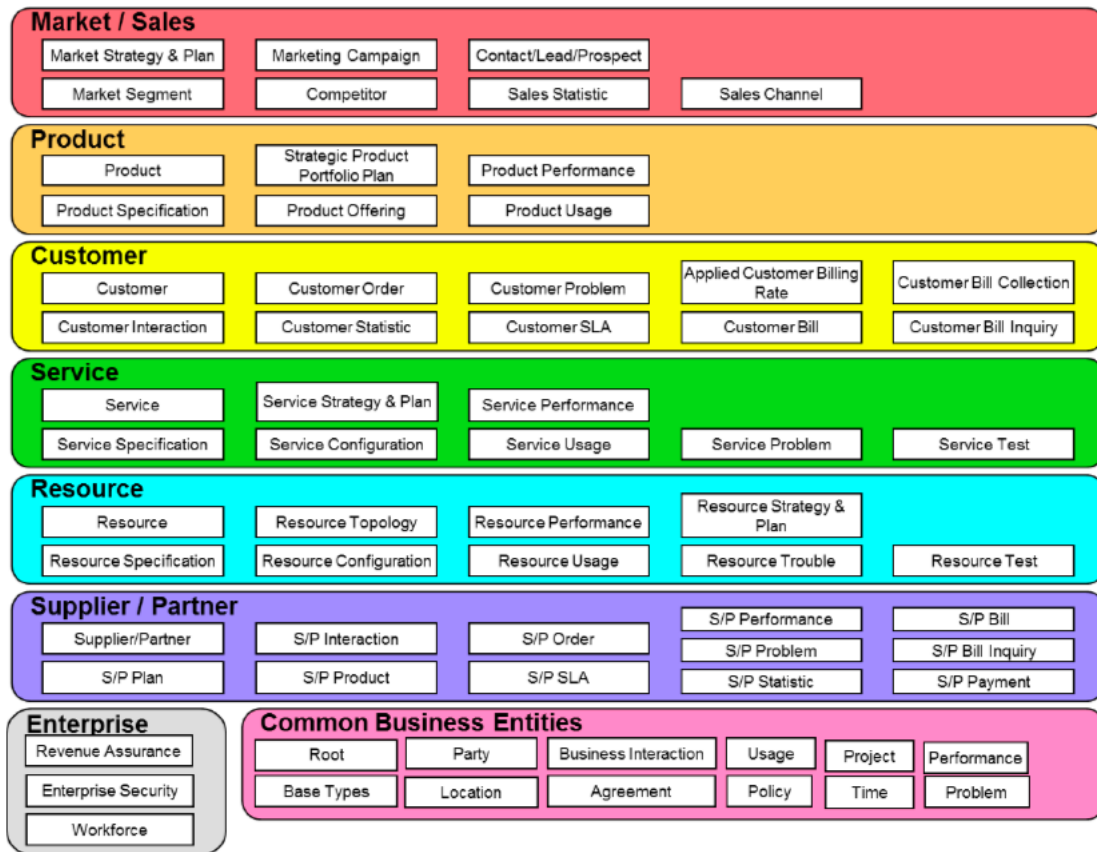 Market / Sales
Market Strategy & Plan
Marketing Campaign
Contact/Lead/Prospect
Market Segment
Competitor
Sales Statistic
Sales Channel
Product
Product
Strategic Product
Portfolio Plan
Product Performance
Product Specification
Product Offering
Product Usage
Customer
Customer
Customer Order
Customer Problem
Applied Customer Billing
Rate
Customer Bill Collection
Customer Interaction
Customer Statistic
Customer SLA
Customer Bill
Customer Bill Inquiry
Service
Service
Service Strategy & Plan
Service Performance
Service Specification
Service Configuration
Service Usage
Service Problem
Service Test
Resource
Resource
Resource Topology
Resource Performance
Resource Strategy &
Plan
Resource Specification
Resource Configuration
Resource Usage
Resource Trouble
Resource Test
Supplier / Partner
Supplier/Partner
S/P Interaction
S/P Order
S/P Performance
S/P Bill
S/P Problem
S/P Bill Inquiry
S/P Plan
S/P Product
S/P SLA
S/P Statistic
S/P Payment
Enterprise
Revenue Assurance
Enterprise Security
Workforce
Common Business Entities
Root
Party
Business Interaction
Usage
Project
Performance
Base Types
Location
Agreement
Policy
Time
Problem